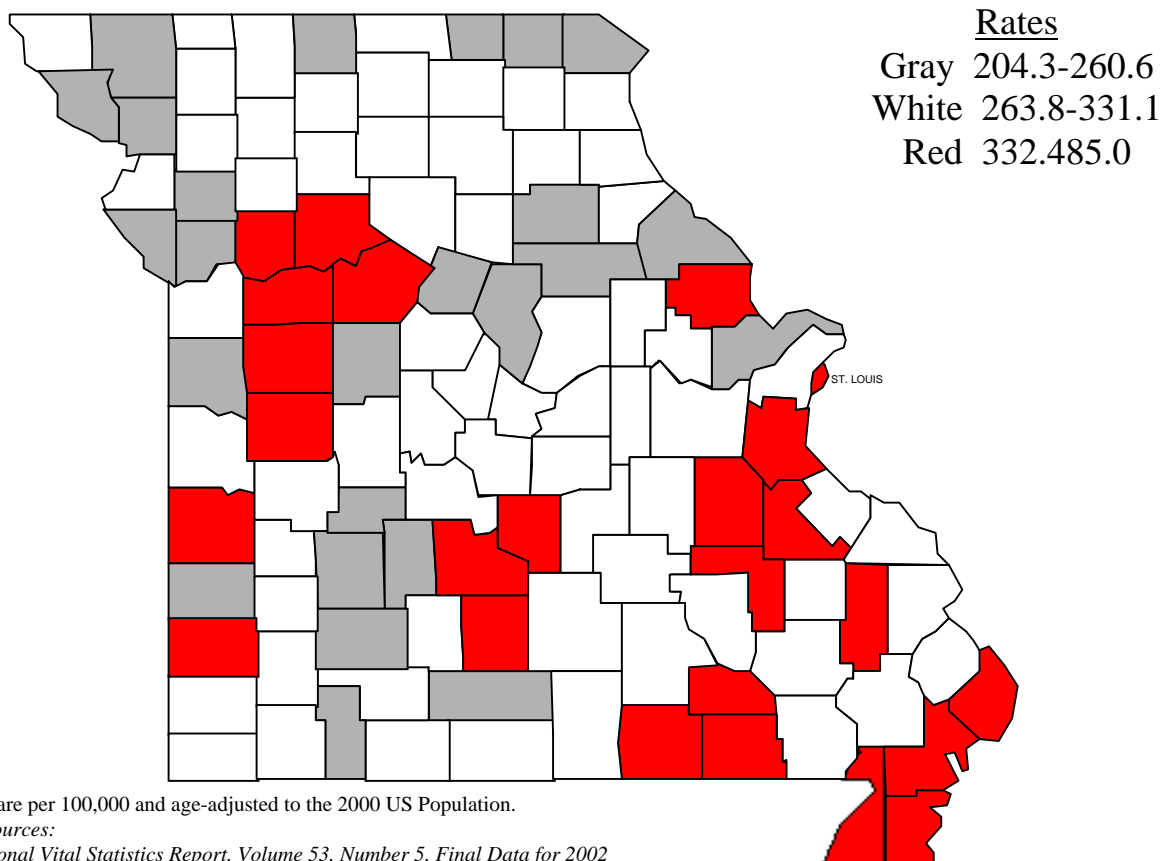 Rates
Gray 204.3-260.6
White 263.8-331.1
Red 332.485.0
ST. LOUIS
are per 100,000 and age-adjusted to the 2000 US Population.
ources:
onal Vital Statistics Report, Volume 53, Number 5, Final Data for 2002